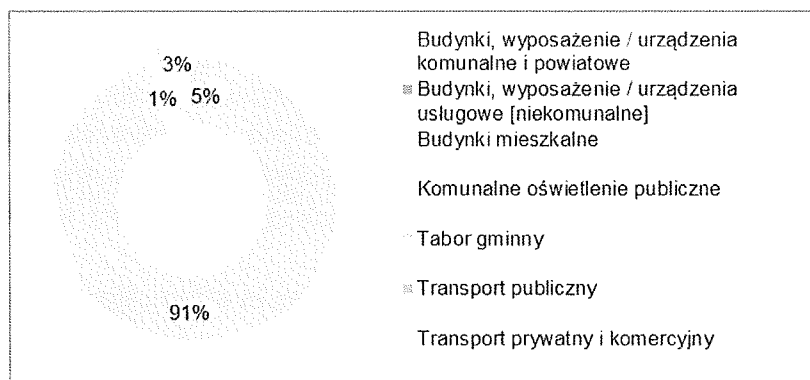 3%
1%
5%
91%
Budynki, wyposażenie / urządzenia
komunalne i powiatowe
Budynki, wyposażenie / urządzenia
usługowe [niekomunalne]
Budynki mieszkalne
Komunalne oświetlenie publiczne
Tabor gminny
Transport publiczny
Transport prywatny i komercyjny